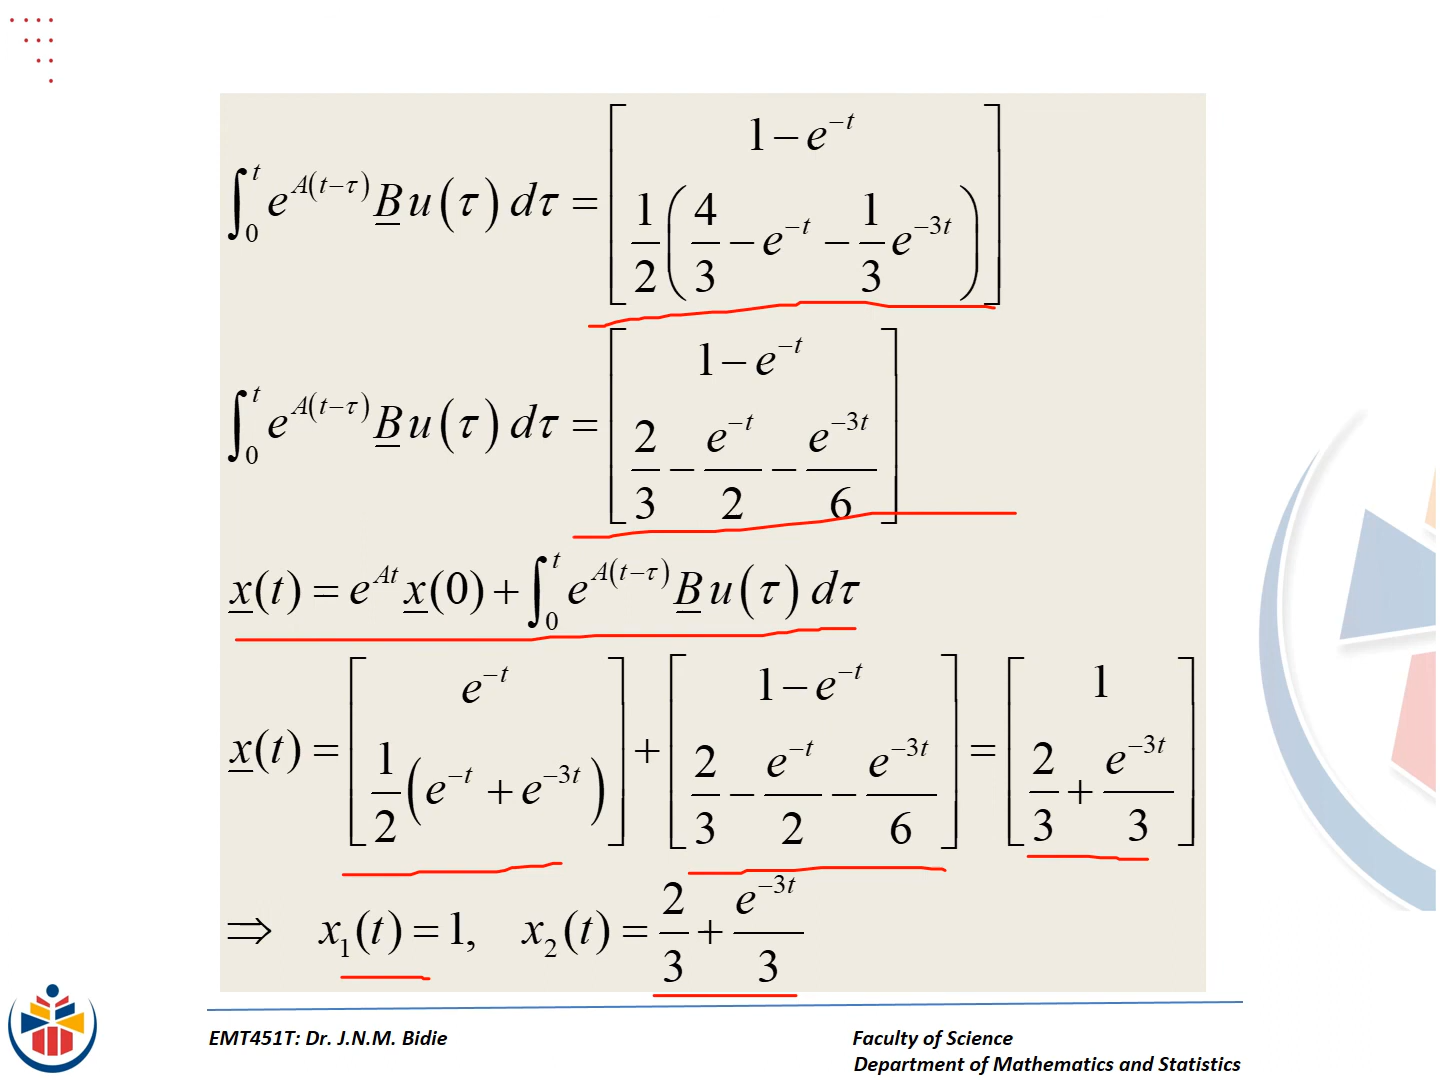 ∫₀ᵗ e^{A(t−τ)} B̲ u(τ) dτ = [ 1 − e^{−t} ; 1/2 ( 4/3 − e^{−t} − 1/3 e^{−3t} ) ]
∫₀ᵗ e^{A(t−τ)} B̲ u(τ) dτ = [ 1 − e^{−t} ; 2/3 − e^{−t}/2 − e^{−3t}/6 ]
x̲(t) = e^{At} x̲(0) + ∫₀ᵗ e^{A(t−τ)} B̲ u(τ) dτ
x̲(t) = [ e^{−t} ; 1/2 ( e^{−t} + e^{−3t} ) ] + [ 1 − e^{−t} ; 2/3 − e^{−t}/2 − e^{−3t}/6 ] = [ 1 ; 2/3 + e^{−3t}/3 ]
⇒ x₁(t) = 1, x₂(t) = 2/3 + e^{−3t}/3
EMT451T: Dr. J.N.M. Bidie
Faculty of Science
Department of Mathematics and Statistics